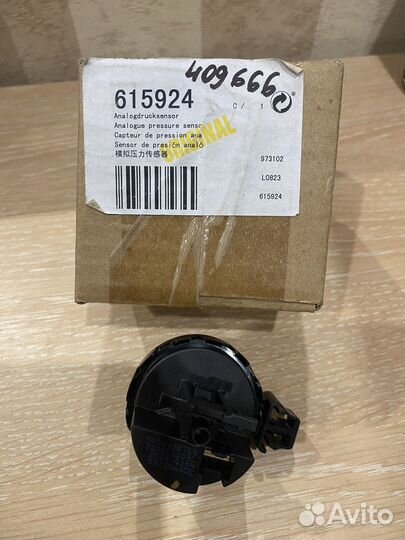 409666
615924
C / 1
Analogdrucksensor
Analogue pressure senso
Capteur de pression ana
Sensor de presión analó
模拟压力传感器
ORIGINAL
973102
L0823
615924
Avito